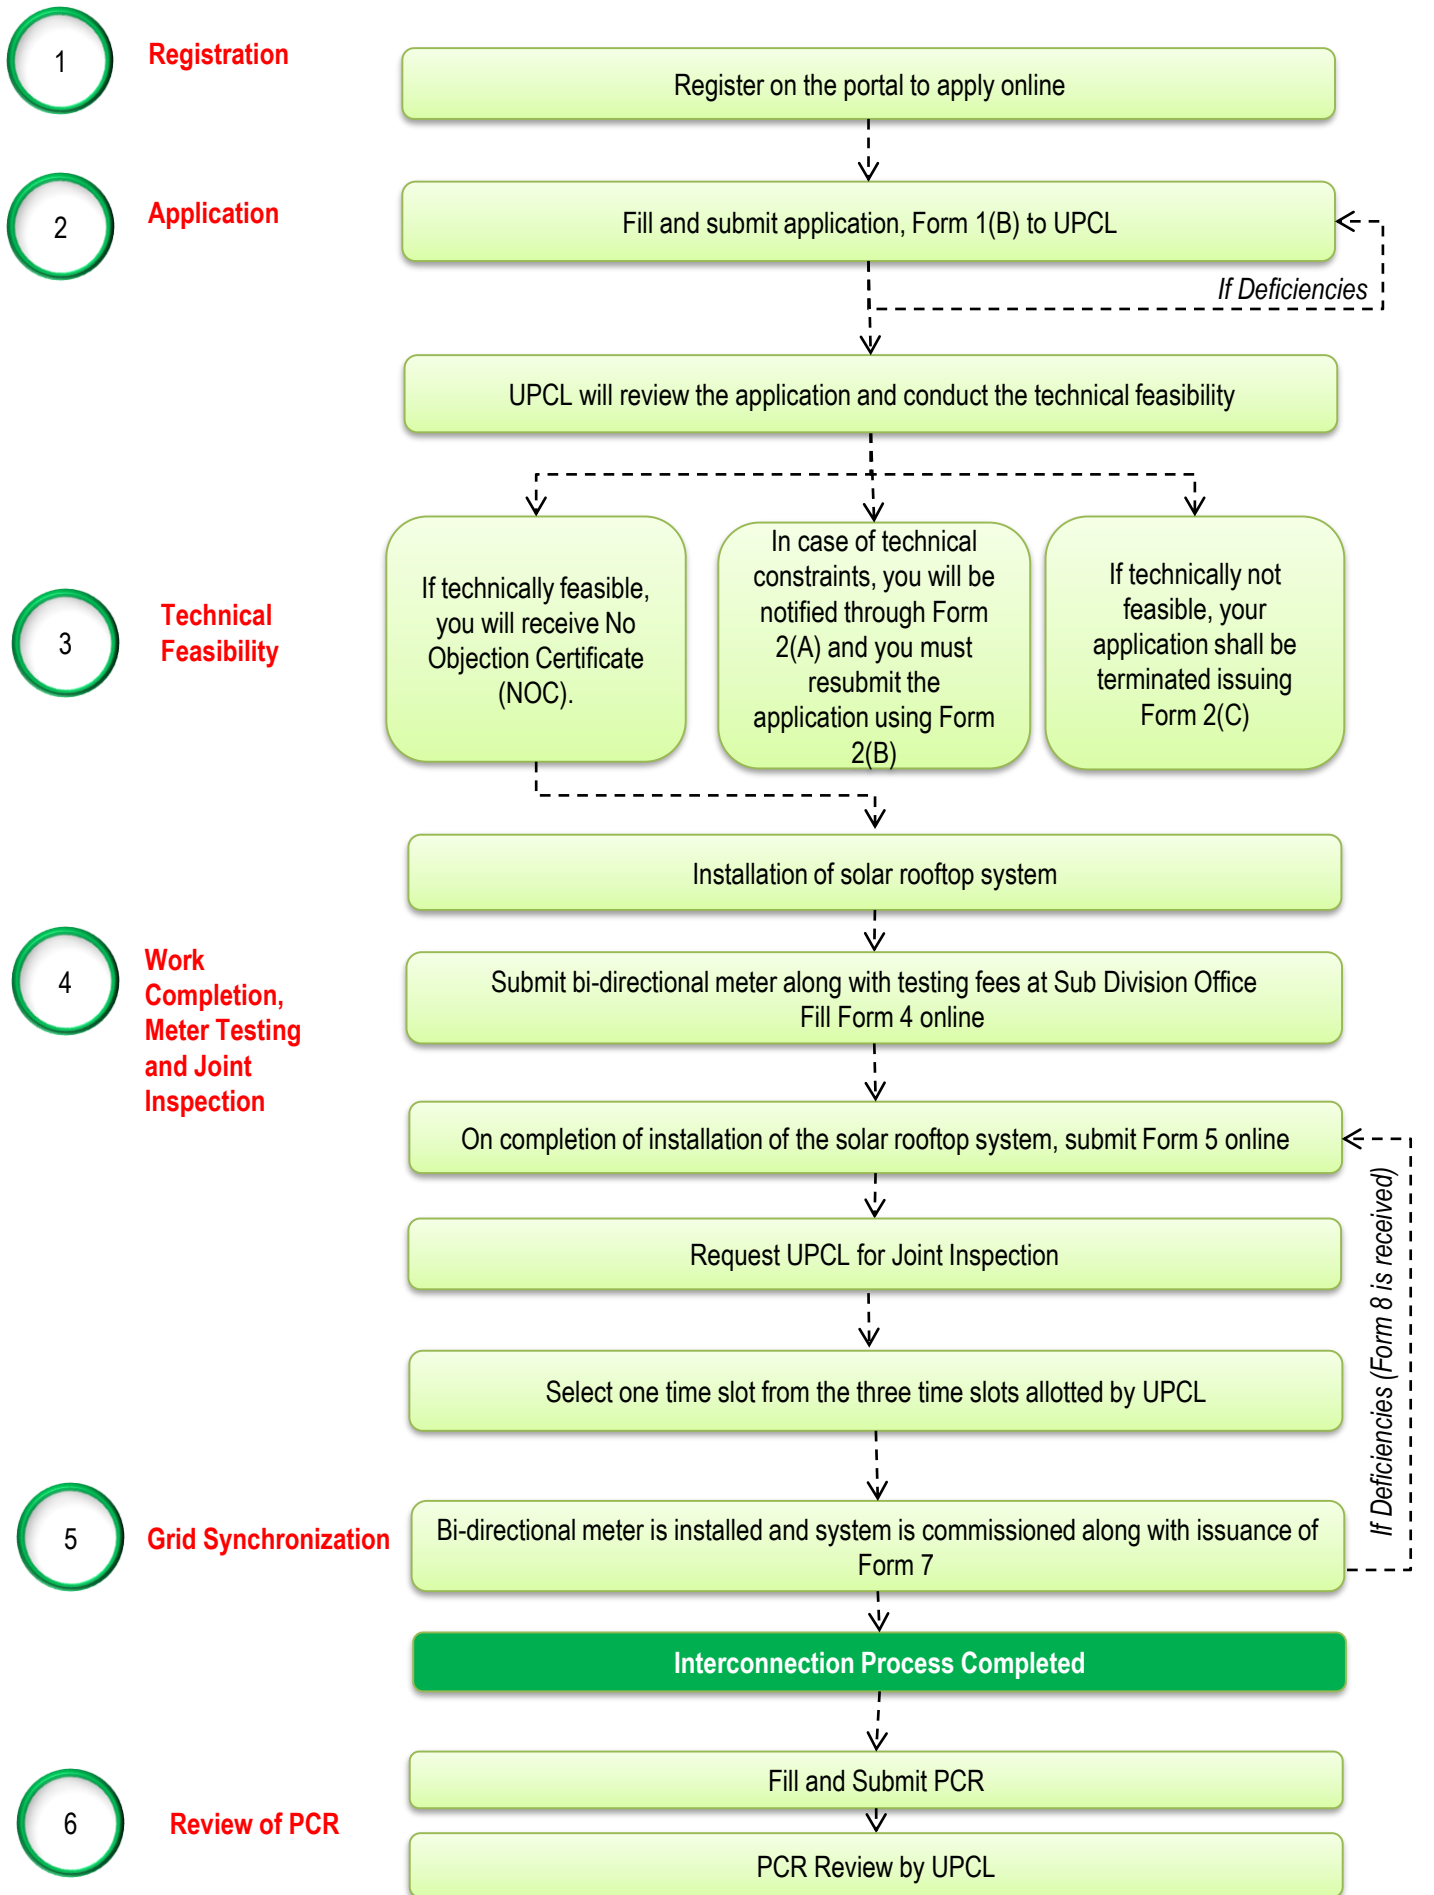 1
Registration
Register on the portal to apply online
2
Application
Fill and submit application, Form 1(B) to UPCL
If Deficiencies
UPCL will review the application and conduct the technical feasibility
3
Technical
Feasibility
If technically feasible,
you will receive No
Objection Certificate
(NOC).
In case of technical
constraints, you will be
notified through Form
2(A) and you must
resubmit the
application using Form
2(B)
If technically not
feasible, your
application shall be
terminated issuing
Form 2(C)
Installation of solar rooftop system
4
Work
Completion,
Meter Testing
and Joint
Inspection
Submit bi-directional meter along with testing fees at Sub Division Office
Fill Form 4 online
On completion of installation of the solar rooftop system, submit Form 5 online
Request UPCL for Joint Inspection
Select one time slot from the three time slots allotted by UPCL
If Deficiencies (Form 8 is received)
5
Grid Synchronization
Bi-directional meter is installed and system is commissioned along with issuance of
Form 7
Interconnection Process Completed
6
Review of PCR
Fill and Submit PCR
PCR Review by UPCL